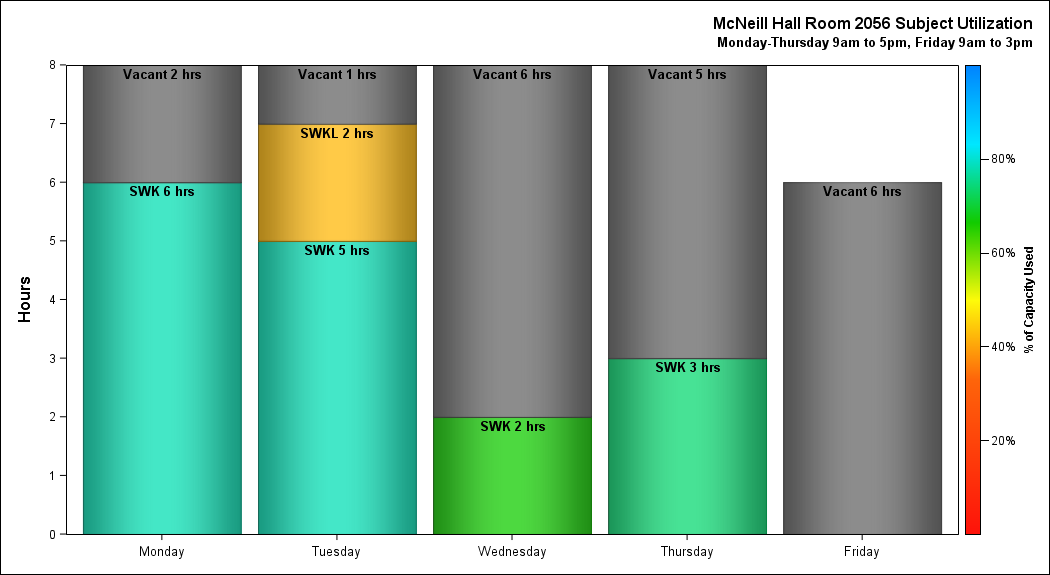 McNeill Hall Room 2056 Subject Utilization
Monday-Thursday 9am to 5pm, Friday 9am to 3pm
Hours
8
7
6
5
4
3
2
1
0
Vacant 2 hrs
SWK 6 hrs
Vacant 1 hrs
SWKL 2 hrs
SWK 5 hrs
Vacant 6 hrs
SWK 2 hrs
Vacant 5 hrs
SWK 3 hrs
Vacant 6 hrs
Monday
Tuesday
Wednesday
Thursday
Friday
80%
60%
40%
20%
% of Capacity Used